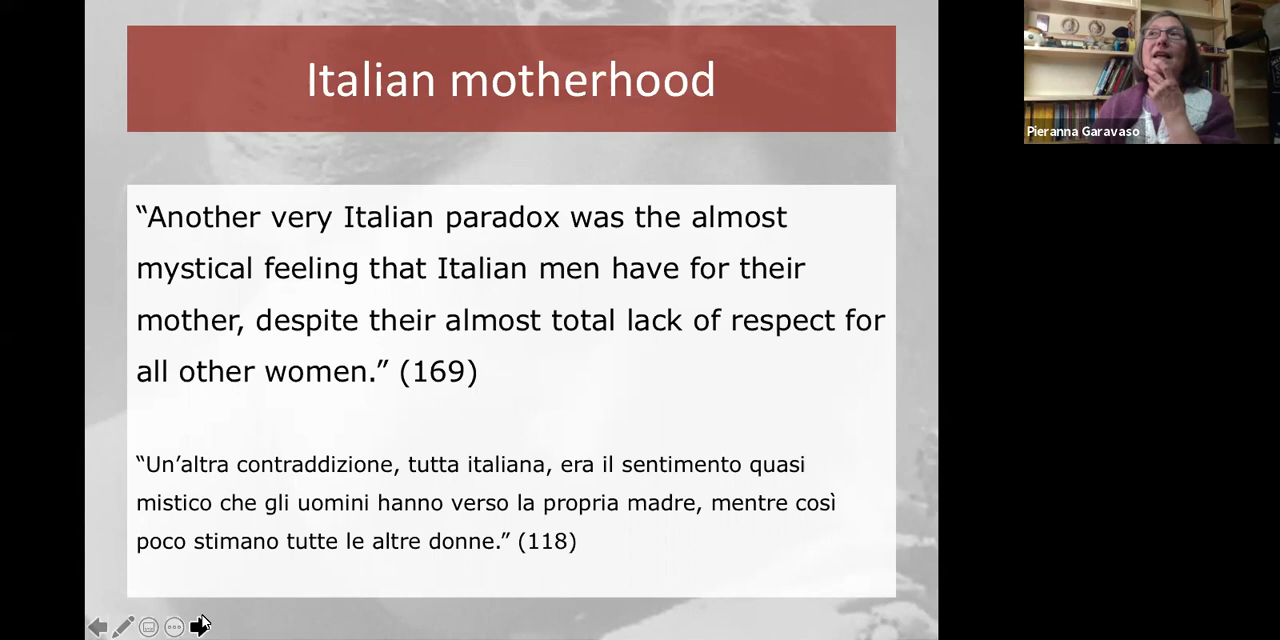 Italian motherhood
“Another very Italian paradox was the almost
mystical feeling that Italian men have for their
mother, despite their almost total lack of respect for
all other women.” (169)
“Un’altra contraddizione, tutta italiana, era il sentimento quasi
mistico che gli uomini hanno verso la propria madre, mentre così
poco stimano tutte le altre donne.” (118)
Pieranna Garavaso